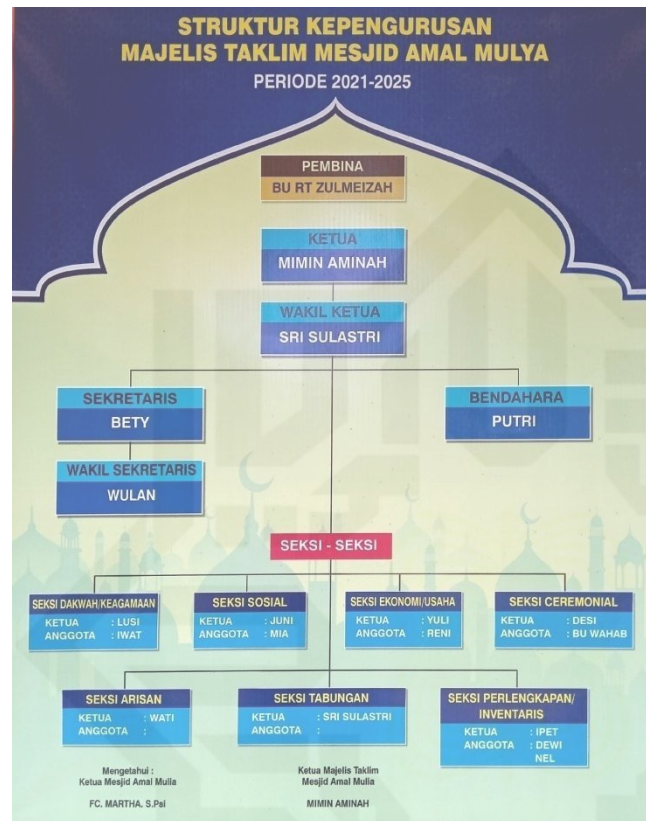 STRUKTUR KEPENGURUSAN
MAJELIS TAKLIM MESJID AMAL MULYA
PERIODE 2021-2025
PEMBINA
BU RT ZULMEIZAH
KETUA
MIMIN AMINAH
WAKIL KETUA
SRI SULASTRI
SEKRETARIS
BETY
BENDAHARA
PUTRI
WAKIL SEKRETARIS
WULAN
SEKSI - SEKSI
SEKSI DAKWAH/KEAGAMAAN
KETUA : LUSI
ANGGOTA : IWAT
SEKSI SOSIAL
KETUA : JUNI
ANGGOTA : MIA
SEKSI EKONOMI/USAHA
KETUA : YULI
ANGGOTA : RENI
SEKSI CEREMONIAL
KETUA : DESI
ANGGOTA : BU WAHAB
SEKSI ARISAN
KETUA : WATI
ANGGOTA :
SEKSI TABUNGAN
KETUA : SRI SULASTRI
ANGGOTA :
SEKSI PERLENGKAPAN/
INVENTARIS
KETUA : IPET
ANGGOTA : DEWI
NEL
Mengetahui :
Ketua Mesjid Amal Mulia
FC. MARTHA. S.Psi
Ketua Majelis Taklim
Mesjid Amal Mulia
MIMIN AMINAH